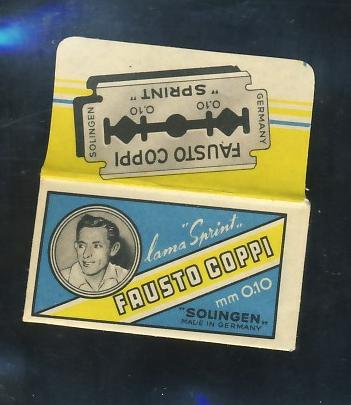 SOLINGEN
FAUSTO COPPI
0.10 0.10
"SPRINT"
GERMANY
lama "Sprint"
FAUSTO COPPI
mm 0.10
"SOLINGEN"
MADE IN GERMANY